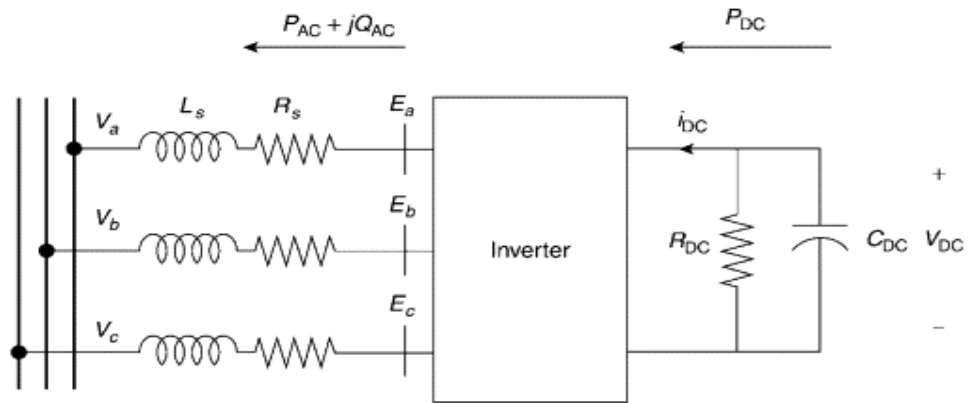 P_AC + jQ_AC
P_DC
L_s
R_s
E_a
V_a
i_DC
+
V_b
E_b
Inverter
R_DC
C_DC
V_DC
V_c
E_c
−